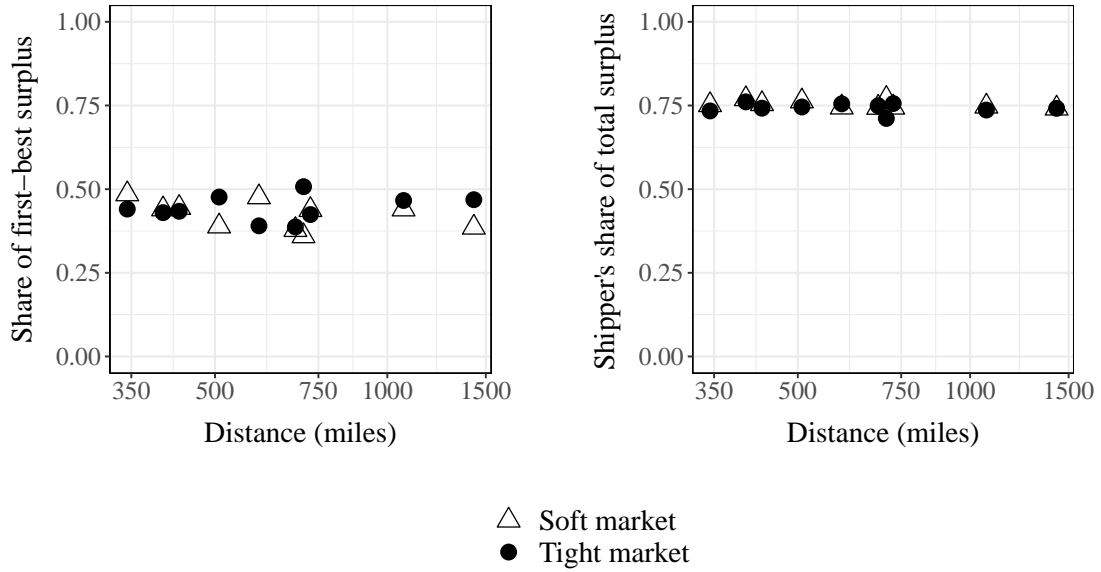 Share of first−best surplus
1.00
0.75
0.50
0.25
0.00
350 500 750 1000 1500
Distance (miles)
Shipper's share of total surplus
1.00
0.75
0.50
0.25
0.00
350 500 750 1000 1500
Distance (miles)
Soft market
Tight market